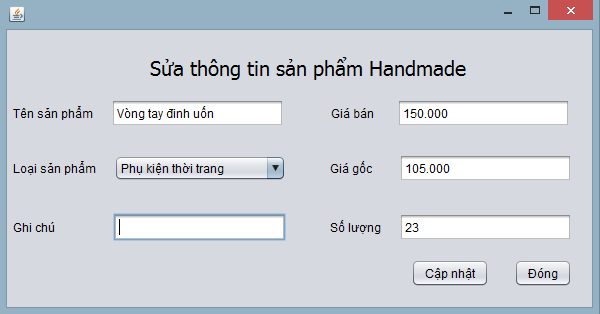 Sửa thông tin sản phẩm Handmade
Tên sản phẩm Vòng tay đinh uốn Giá bán 150.000
Loại sản phẩm Phụ kiện thời trang Giá gốc 105.000
Ghi chú Số lượng 23
Cập nhật Đóng